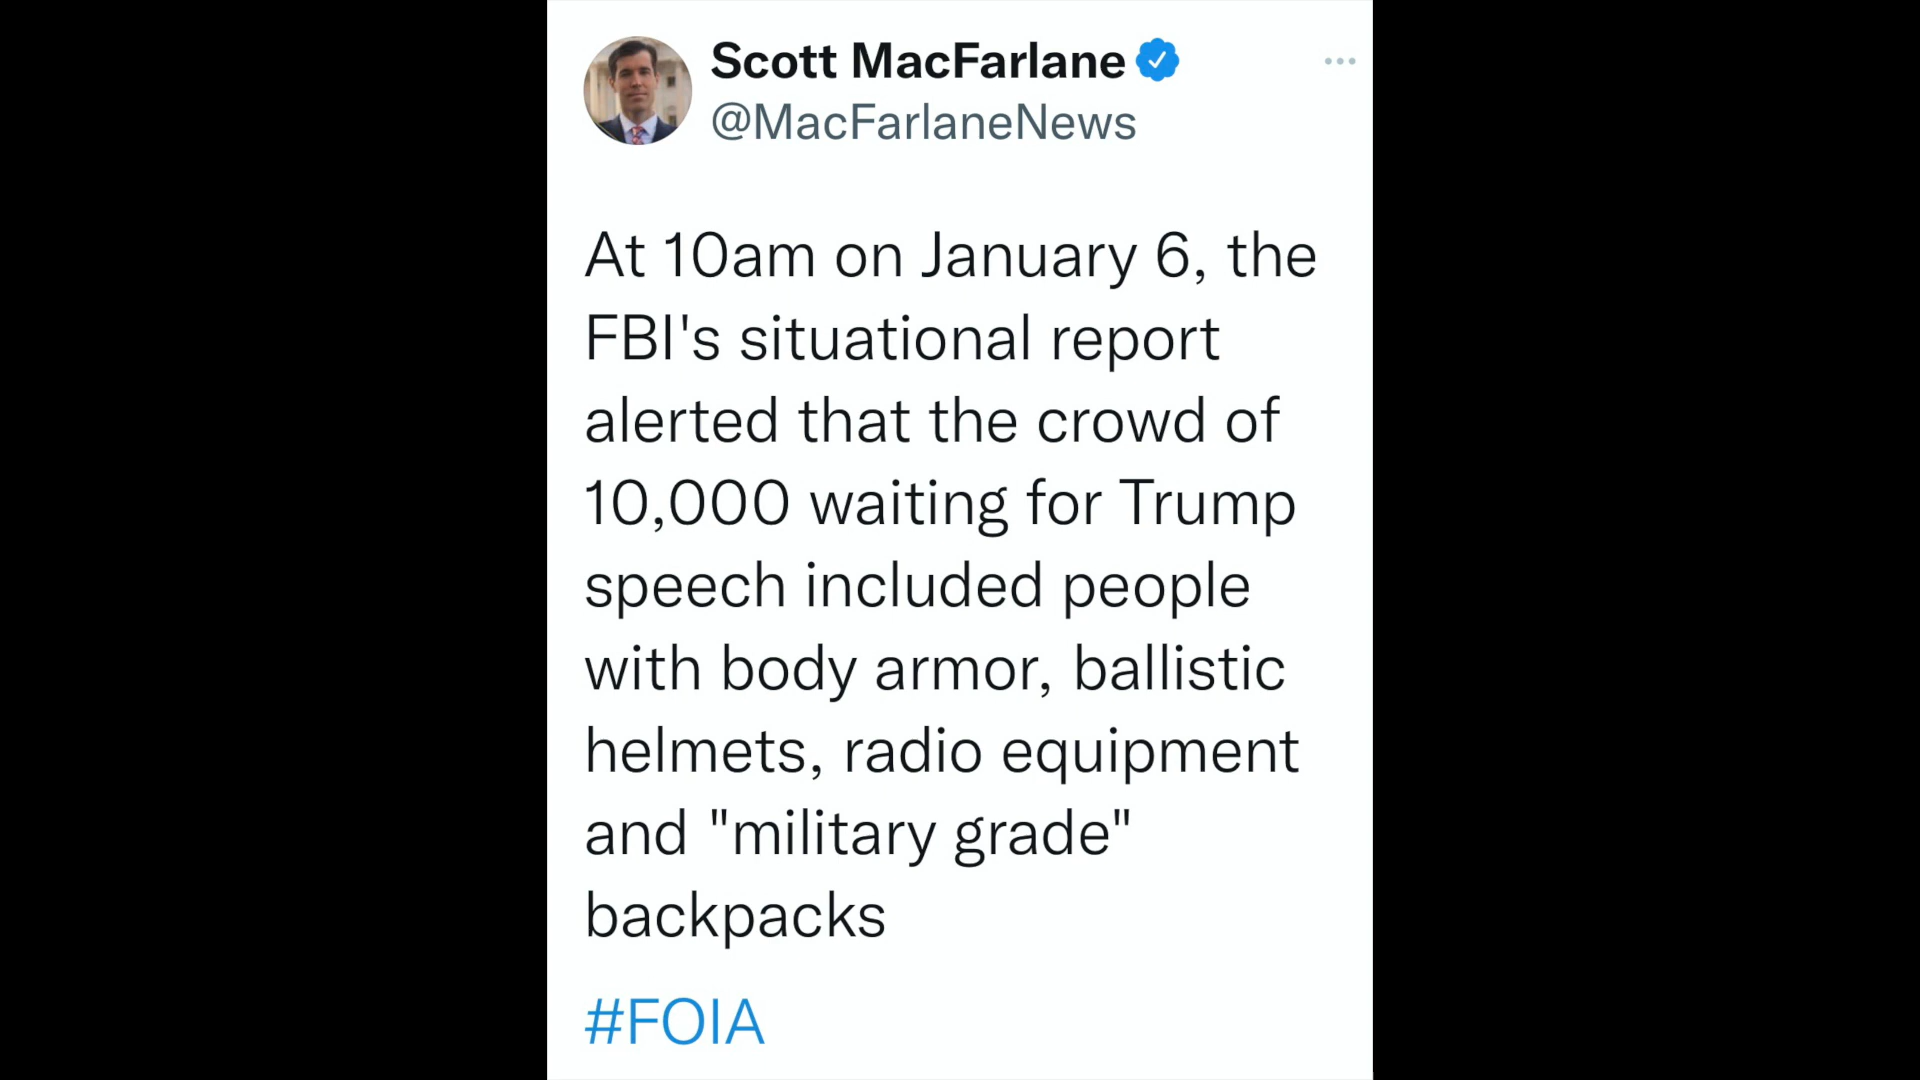 Scott MacFarlane
@MacFarlaneNews
At 10am on January 6, the
FBI's situational report
alerted that the crowd of
10,000 waiting for Trump
speech included people
with body armor, ballistic
helmets, radio equipment
and "military grade"
backpacks
#FOIA